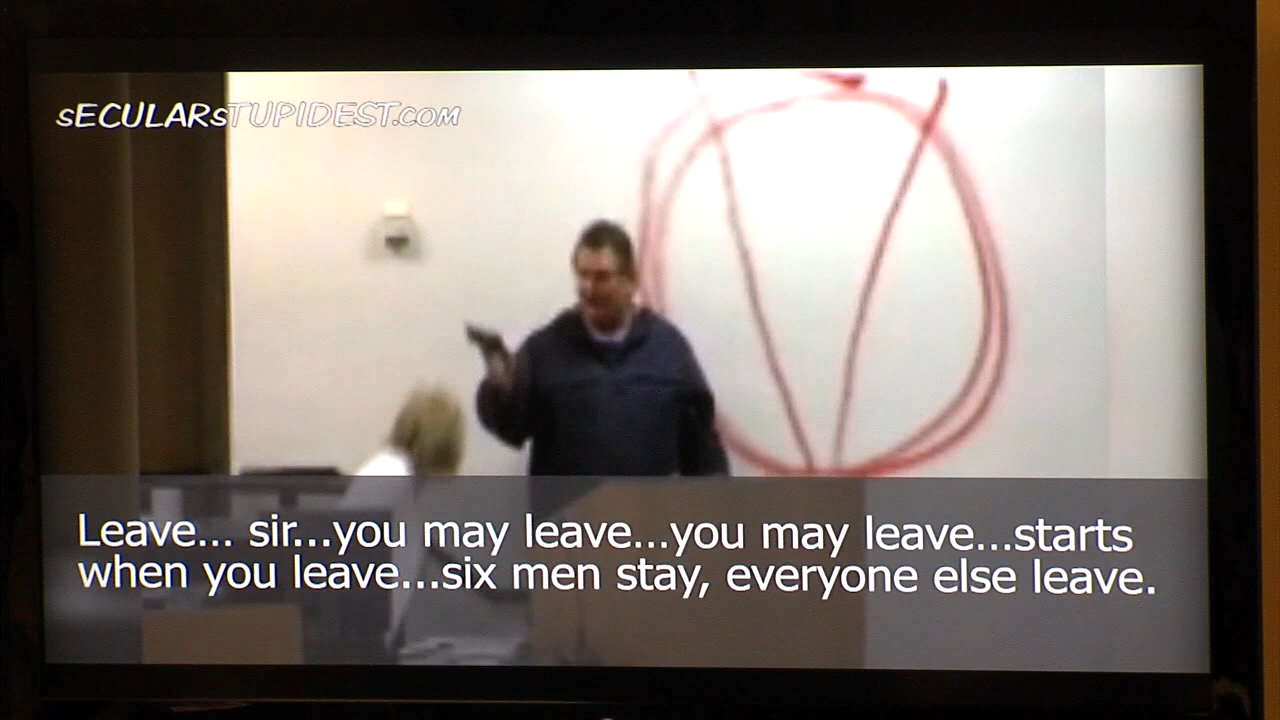 sECULARsTUPIDEST.COM
Leave... sir...you may leave...you may leave...starts
when you leave...six men stay, everyone else leave.